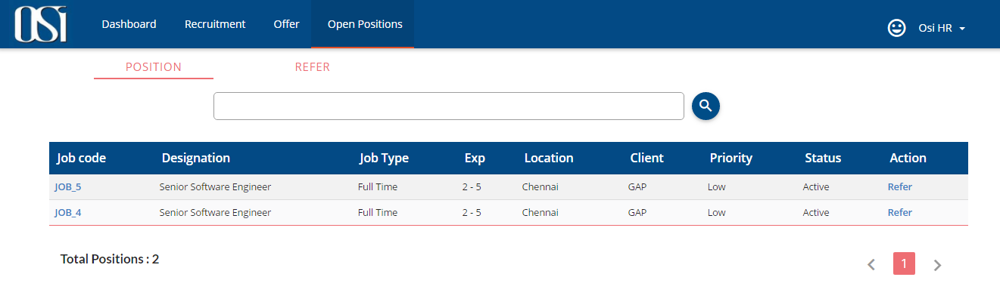 OSi Dashboard Recruitment Offer Open Positions Osi HR
POSITION REFER
Job code Designation Job Type Exp Location Client Priority Status Action
JOB_5 Senior Software Engineer Full Time 2 - 5 Chennai GAP Low Active Refer
JOB_4 Senior Software Engineer Full Time 2 - 5 Chennai GAP Low Active Refer
Total Positions : 2 1